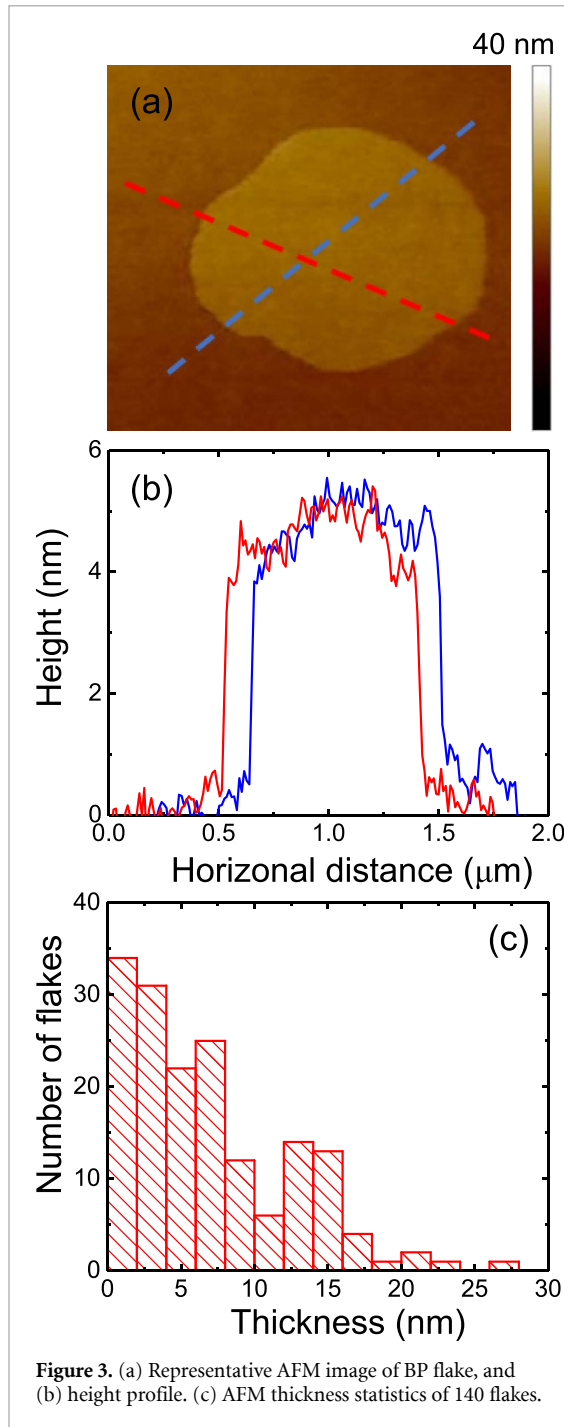 40 nm
(a)
6
(b)
4
2
0
Height (nm)
0.0 0.5 1.0 1.5 2.0
Horizonal distance (μm)
40
(c)
30
20
10
0
Number of flakes
0 5 10 15 20 25 30
Thickness (nm)
Figure 3. (a) Representative AFM image of BP flake, and
(b) height profile. (c) AFM thickness statistics of 140 flakes.